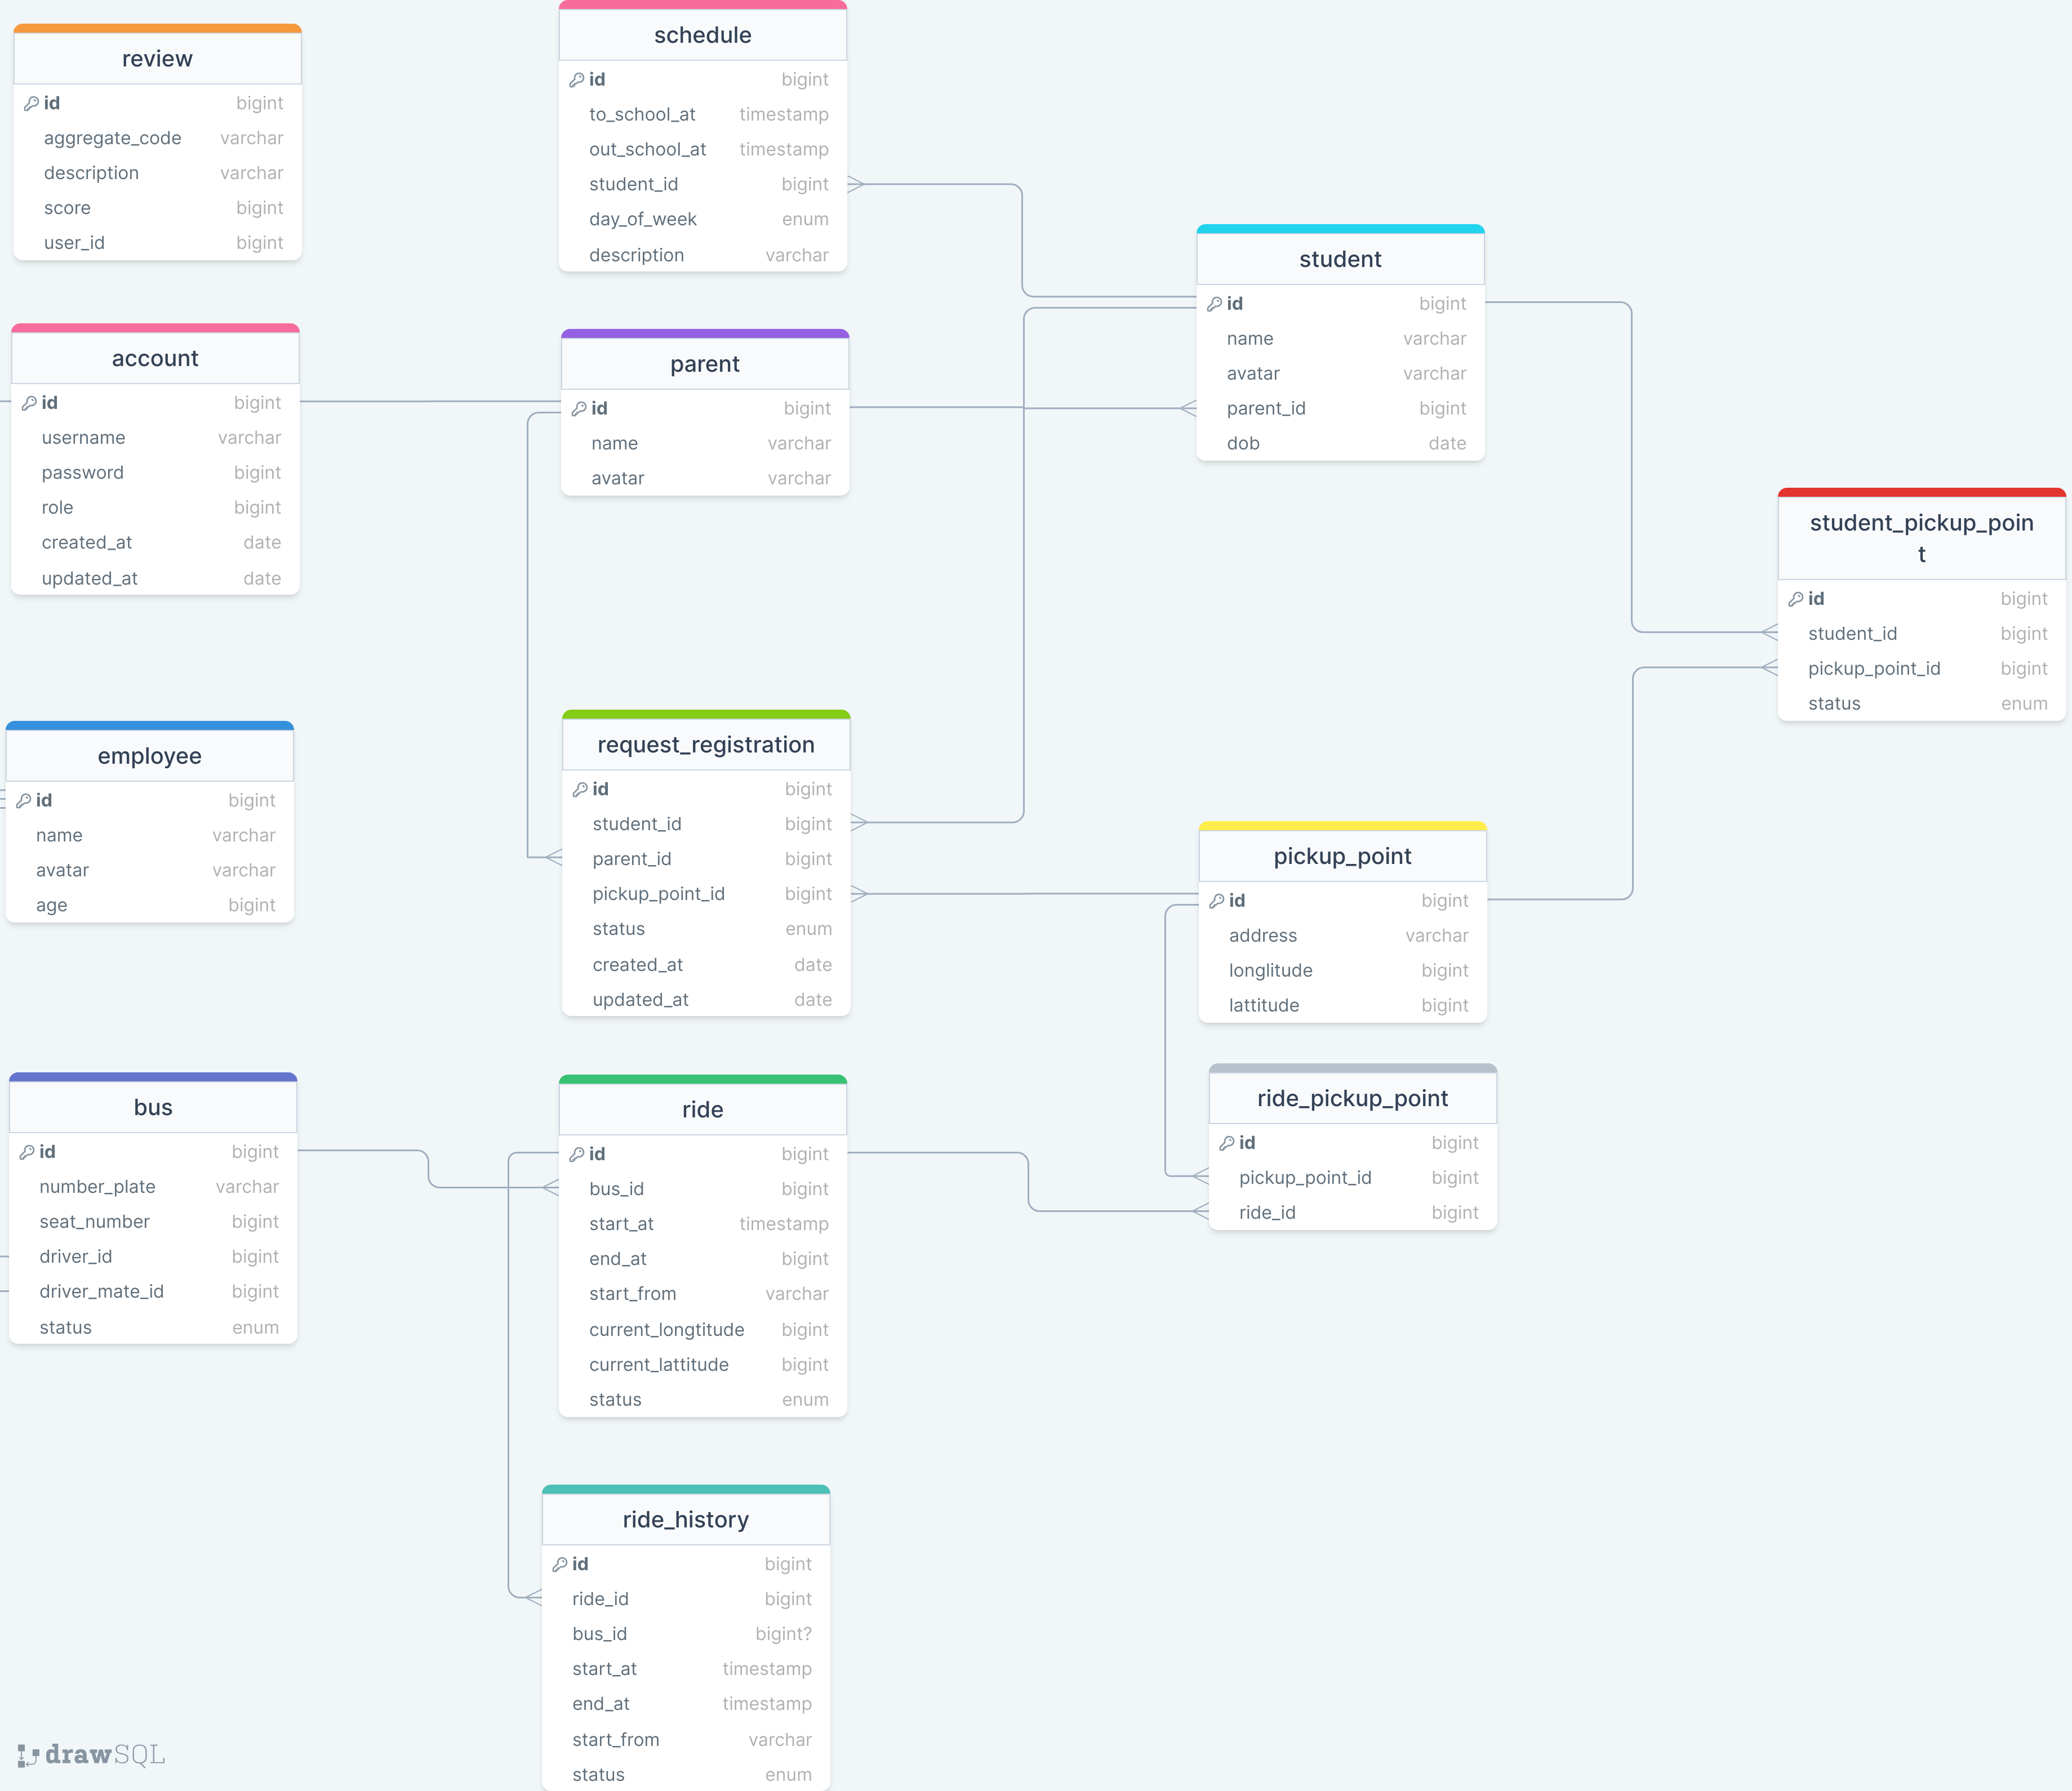 review
id bigint
aggregate_code varchar
description varchar
score bigint
user_id bigint
schedule
id bigint
to_school_at timestamp
out_school_at timestamp
student_id bigint
day_of_week enum
description varchar
student
id bigint
name varchar
avatar varchar
parent_id bigint
dob date
account
id bigint
username varchar
password bigint
role bigint
created_at date
updated_at date
parent
id bigint
name varchar
avatar varchar
student_pickup_poin
t
id bigint
student_id bigint
pickup_point_id bigint
status enum
employee
id bigint
name varchar
avatar varchar
age bigint
request_registration
id bigint
student_id bigint
parent_id bigint
pickup_point_id bigint
status enum
created_at date
updated_at date
pickup_point
id bigint
address varchar
longlitude bigint
lattitude bigint
bus
id bigint
number_plate varchar
seat_number bigint
driver_id bigint
driver_mate_id bigint
status enum
ride
id bigint
bus_id bigint
start_at timestamp
end_at bigint
start_from varchar
current_longtitude bigint
current_lattitude bigint
status enum
ride_pickup_point
id bigint
pickup_point_id bigint
ride_id bigint
ride_history
id bigint
ride_id bigint
bus_id bigint?
start_at timestamp
end_at timestamp
start_from varchar
status enum
drawSQL